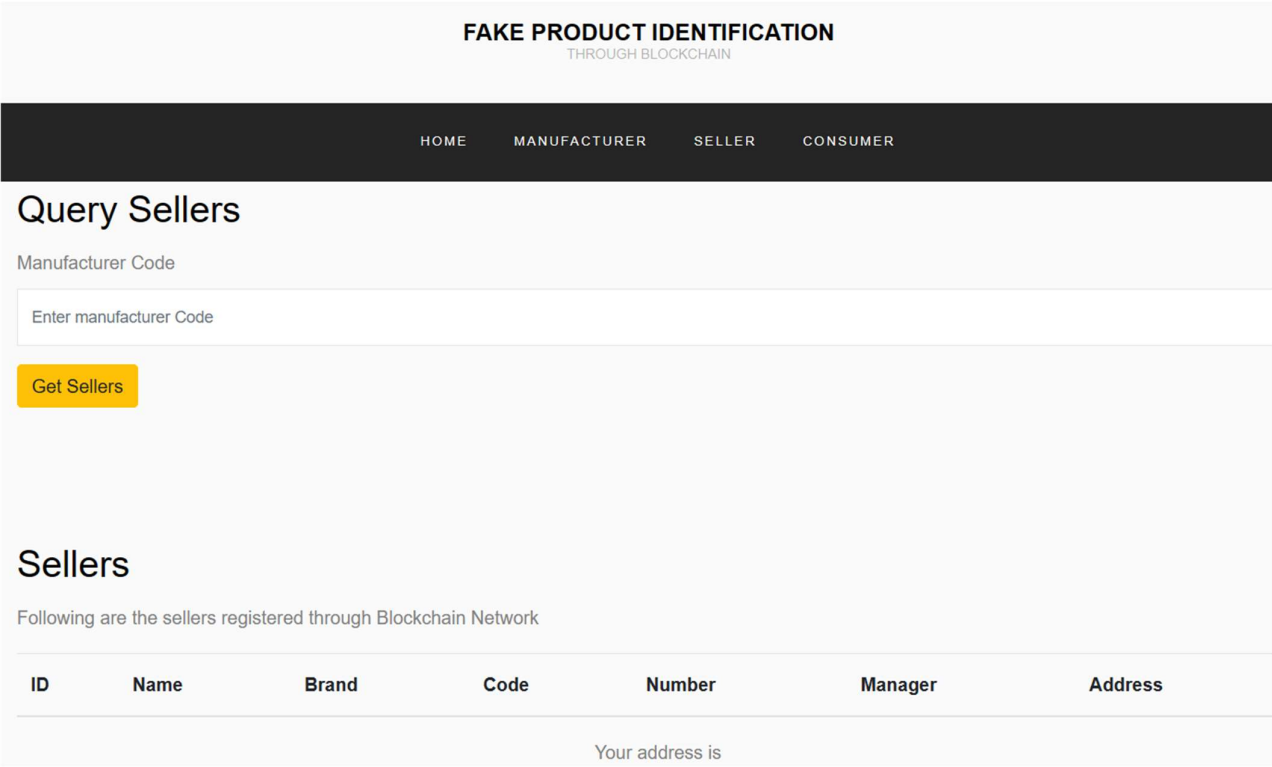 FAKE PRODUCT IDENTIFICATION
THROUGH BLOCKCHAIN
HOME MANUFACTURER SELLER CONSUMER
Query Sellers
Manufacturer Code
Enter manufacturer Code
Get Sellers
Sellers
Following are the sellers registered through Blockchain Network
ID Name Brand Code Number Manager Address
Your address is